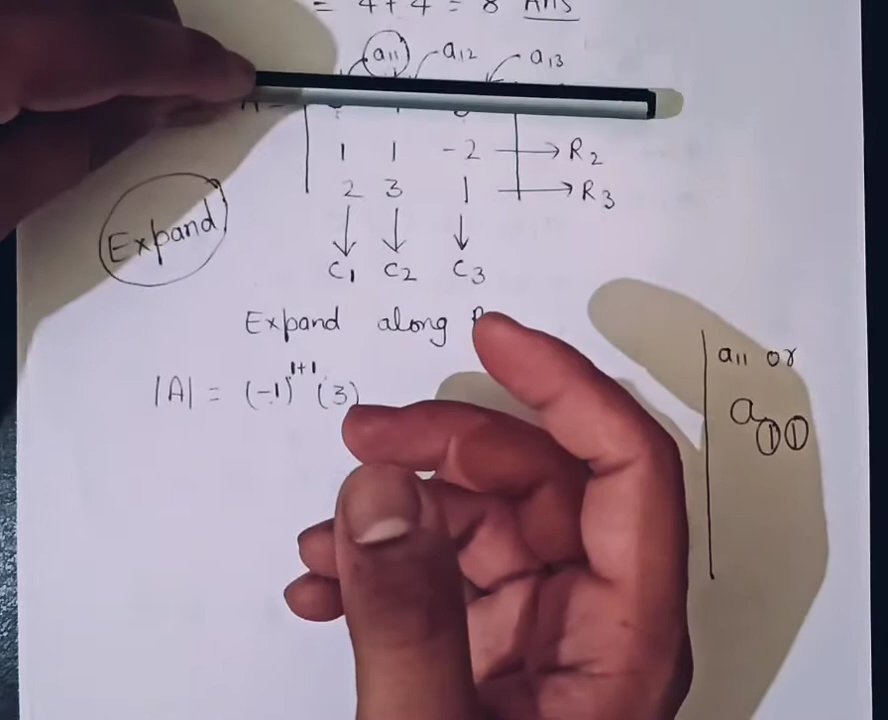 = 4+4 = 8 Ans
a11 a12 a13
1 1 -2 → R2
2 3 1 → R3
Expand
C1 C2 C3
Expand along
|A| = (-1)^1+1 (3)
a11 or
a11